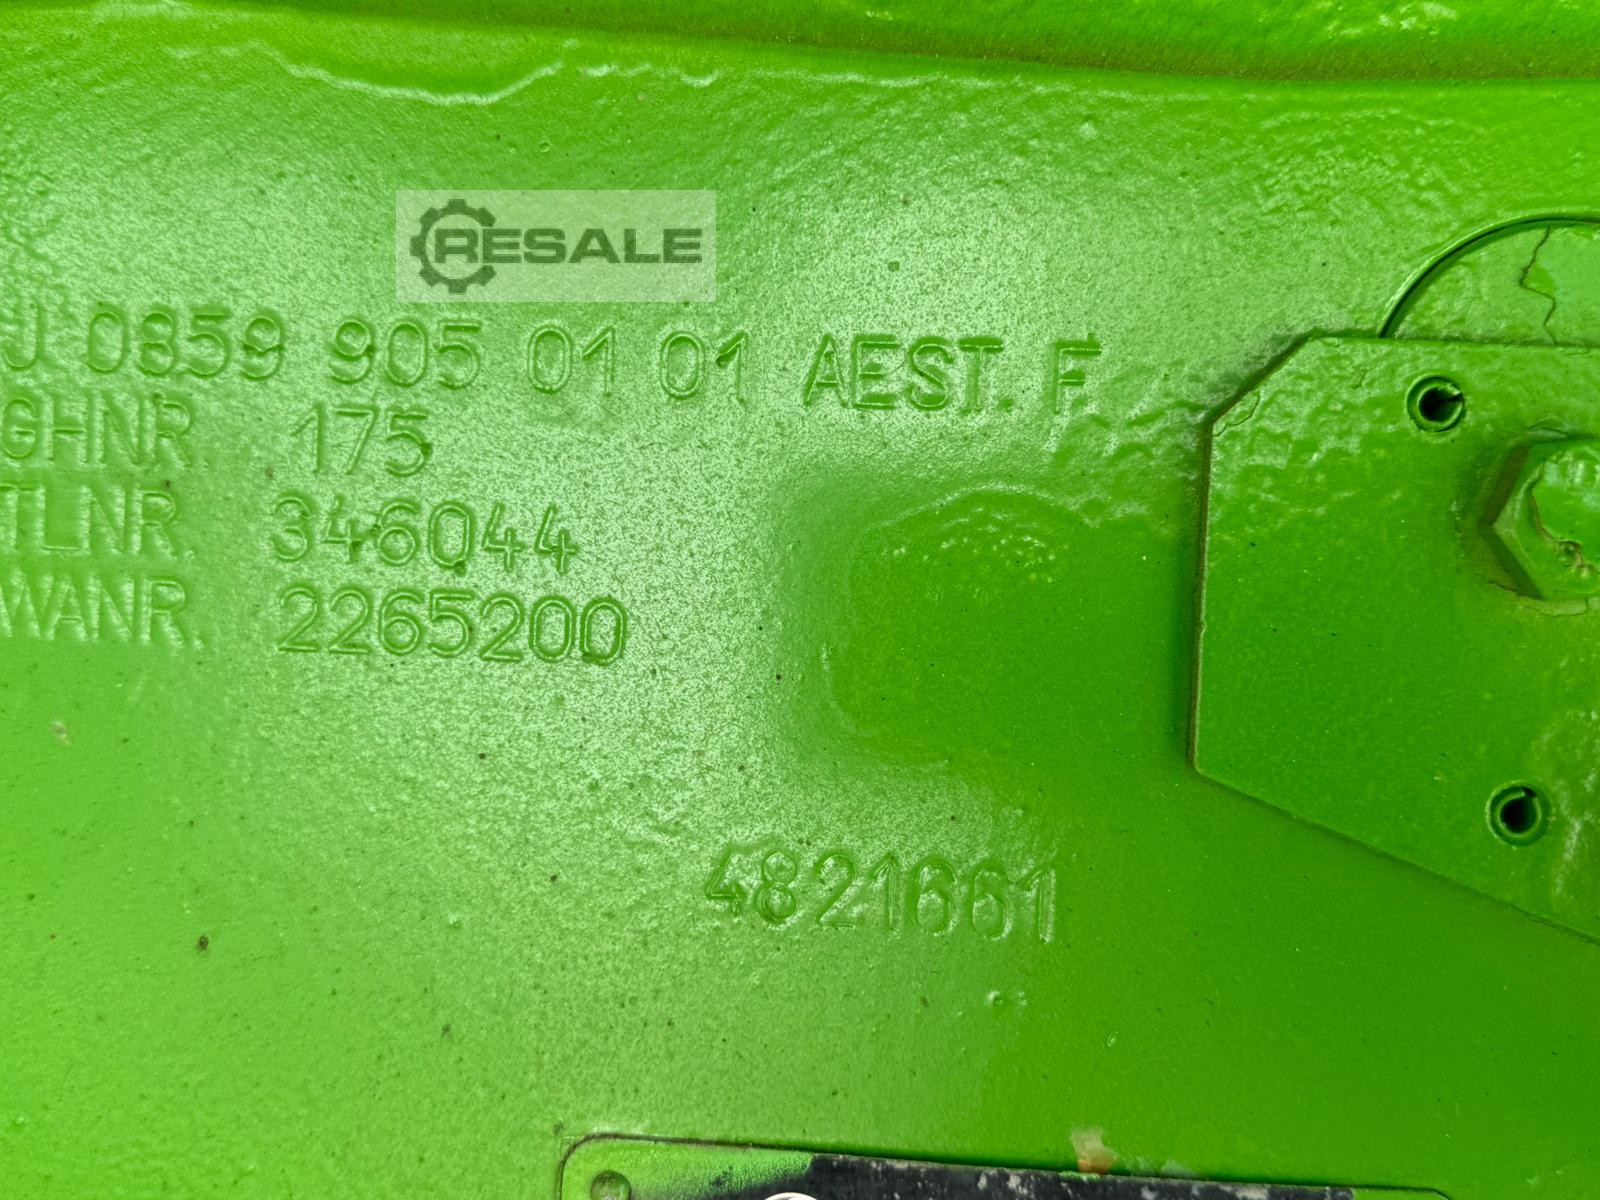 RESALE
0859 905 01 01 AEST. F.
GHNR. 175
TLNR. 346044
WANR. 2265200
4821661